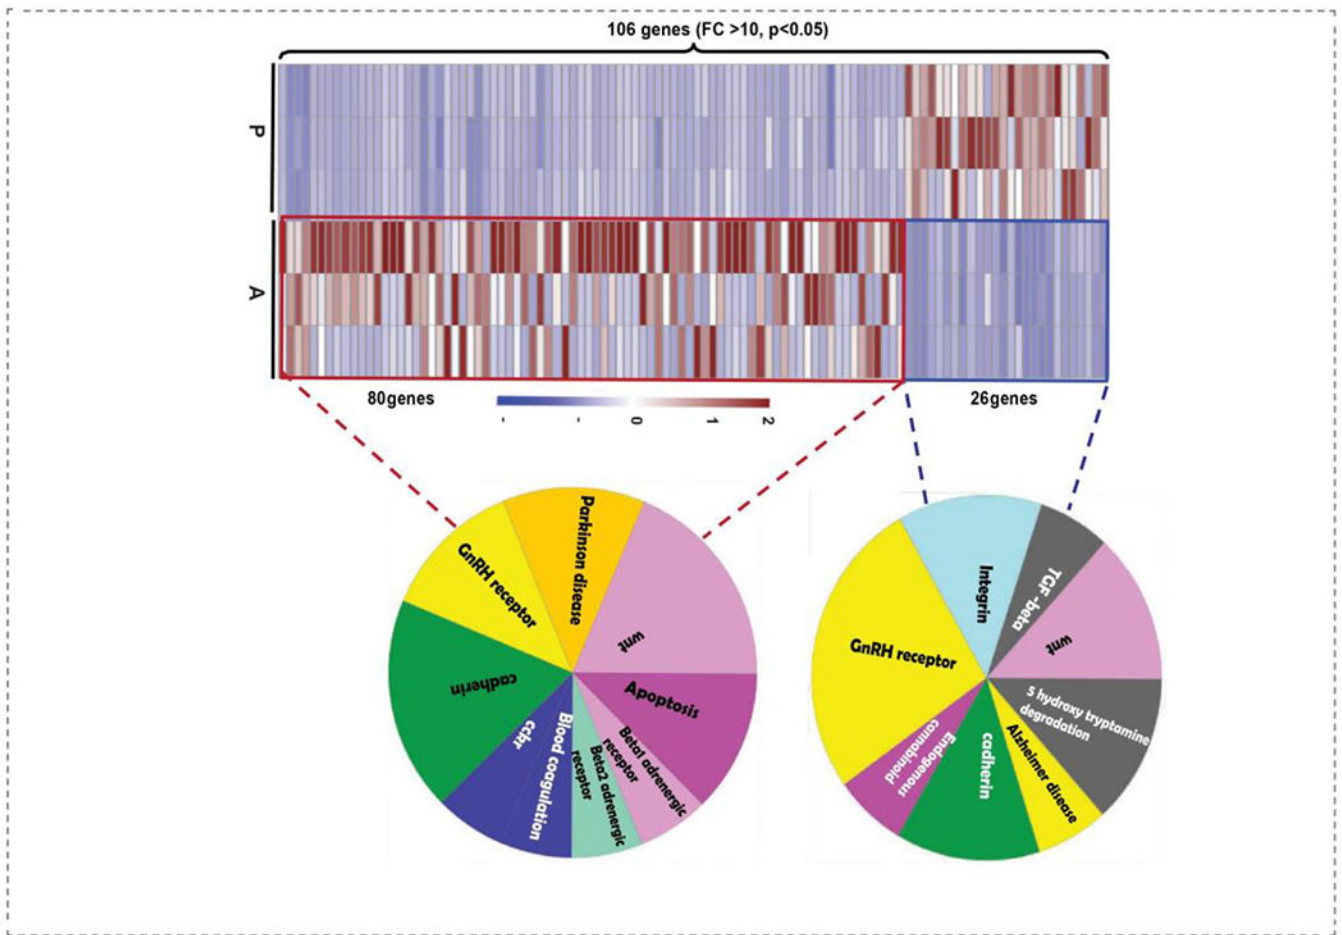 106 genes (FC >10, p<0.05)
P
A
80genes
26genes
-
-
0
1
2
Parkinson disease
GnRH receptor
wnt
cadherin
Apoptosis
cckr
Blood coagulation
Beta2 adrenergic
receptor
Beta1 adrenergic
receptor
Integrin
TGF -beta
wnt
GnRH receptor
5 hydroxy tryptamine
degradation
Alzheimer disease
cadherin
Endogenous
cannabinoid